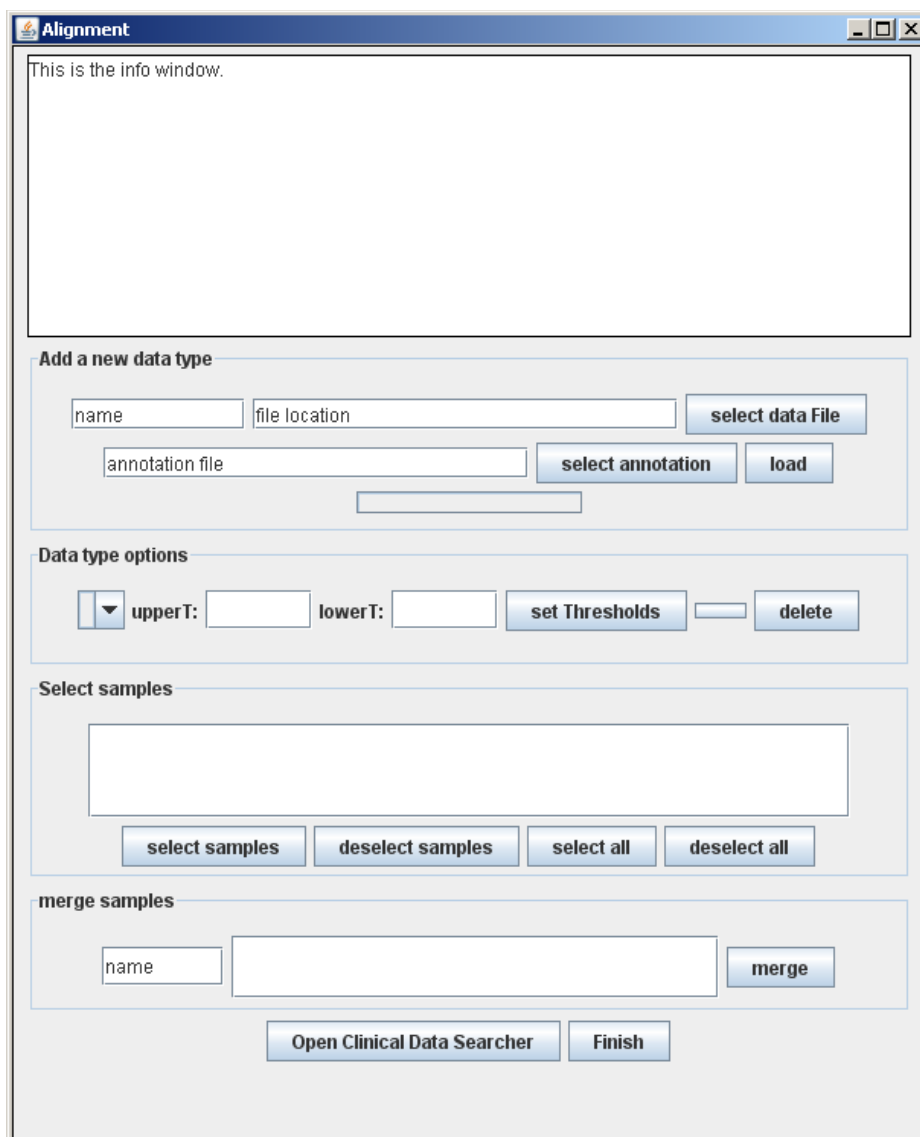 Alignment
This is the info window.
Add a new data type
name file location select data File
annotation file select annotation load
Data type options
upperT: lowerT: set Thresholds delete
Select samples
select samples deselect samples select all deselect all
merge samples
name merge
Open Clinical Data Searcher Finish